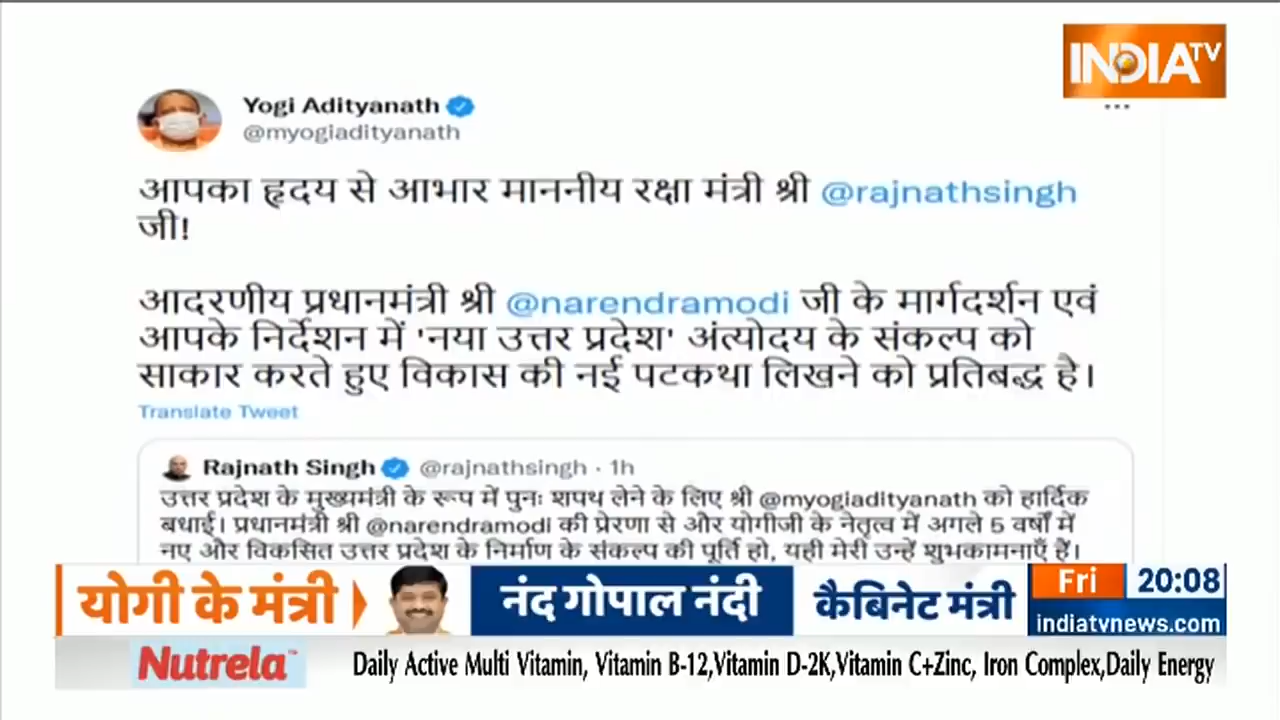 INDIA TV
Yogi Adityanath
@myogiadityanath
आपका हृदय से आभार माननीय रक्षा मंत्री श्री @rajnathsingh
जी!
आदरणीय प्रधानमंत्री श्री @narendramodi जी के मार्गदर्शन एवं
आपके निर्देशन में 'नया उत्तर प्रदेश' अंत्योदय के संकल्प को
साकार करते हुए विकास की नई पटकथा लिखने को प्रतिबद्ध है।
Translate Tweet
Rajnath Singh @rajnathsingh · 1h
उत्तर प्रदेश के मुख्यमंत्री के रूप में पुनः शपथ लेने के लिए श्री @myogiadityanath को हार्दिक
बधाई। प्रधानमंत्री श्री @narendramodi की प्रेरणा से और योगीजी के नेतृत्व में अगले 5 वर्षों में
नए और विकसित उत्तर प्रदेश के निर्माण के संकल्प की पूर्ति हो, यही मेरी उन्हें शुभकामनाएँ हैं।
योगी के मंत्री नंद गोपाल नंदी कैबिनेट मंत्री Fri 20:08
indiatvnews.com
Nutrela™ Daily Active Multi Vitamin, Vitamin B-12,Vitamin D-2K,Vitamin C+Zinc, Iron Complex,Daily Energy